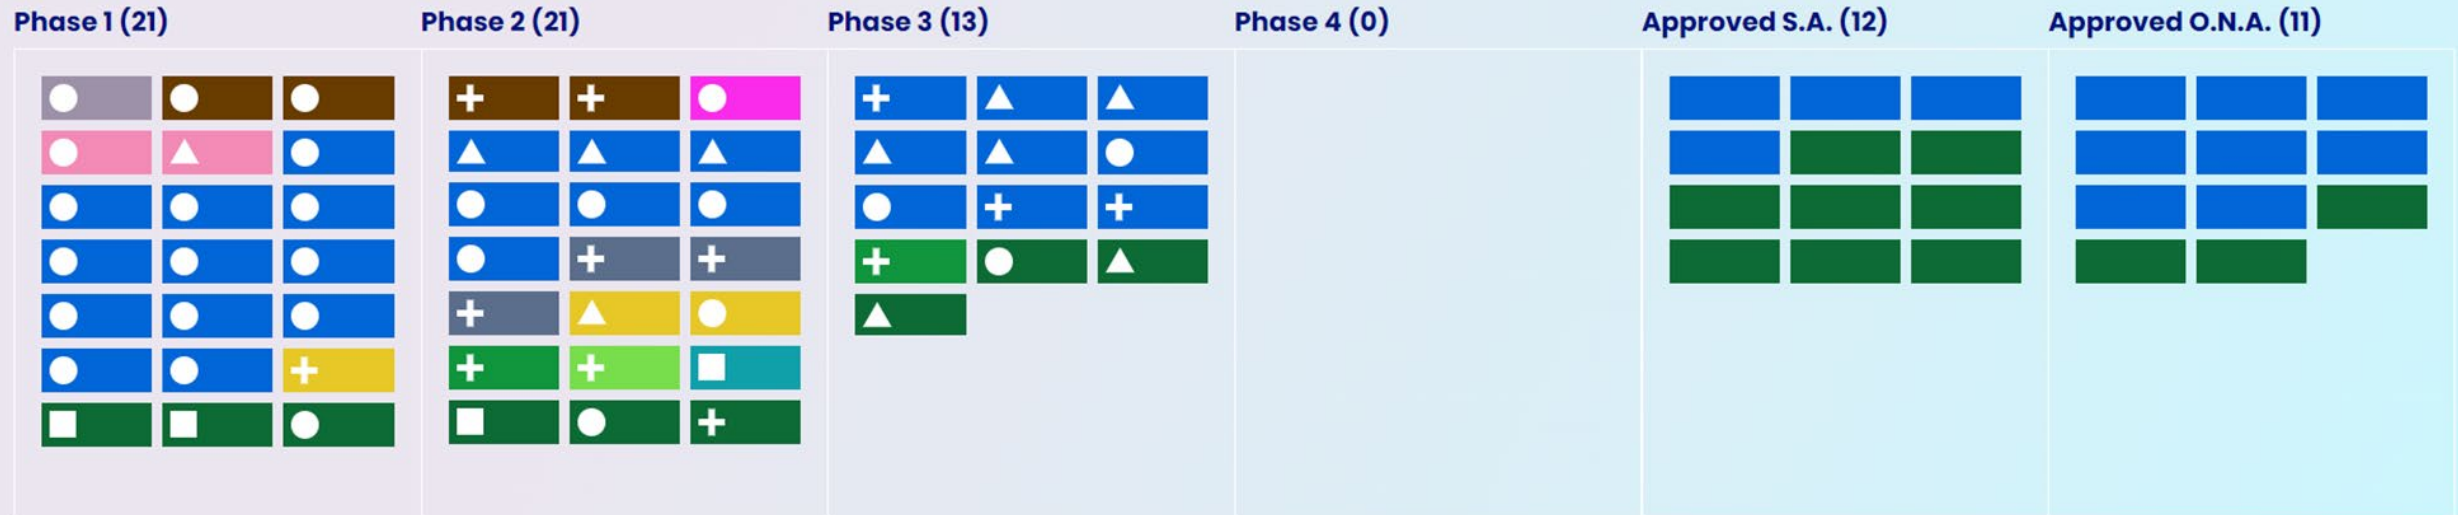 Phase 1 (21)
Phase 2 (21)
Phase 3 (13)
Phase 4 (0)
Approved S.A. (12)
Approved O.N.A. (11)